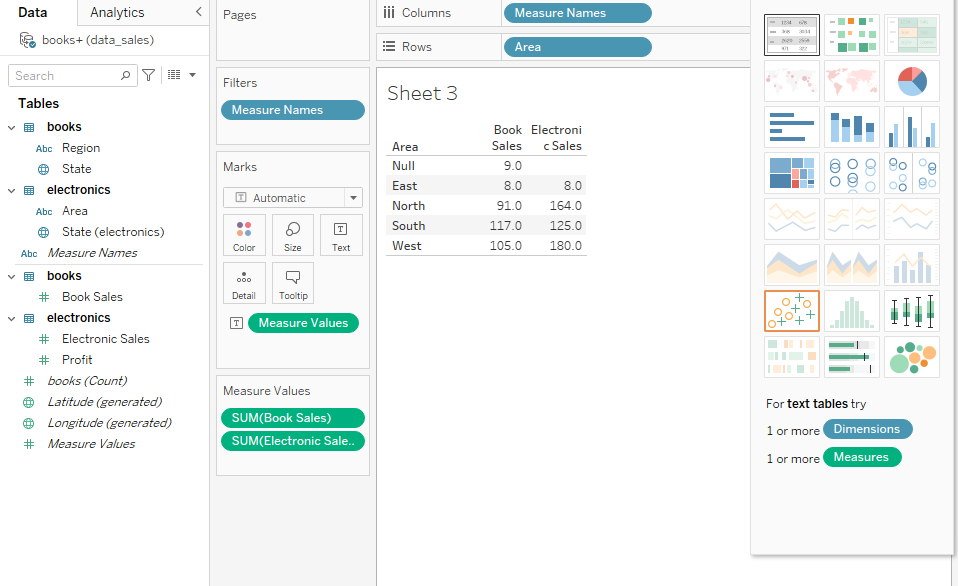 Data
Analytics
books+ (data_sales)
Search
Tables
books
Abc Region
State
electronics
Abc Area
State (electronics)
Abc Measure Names
books
Book Sales
electronics
Electronic Sales
Profit
books (Count)
Latitude (generated)
Longitude (generated)
Measure Values
Pages
Filters
Measure Names
Marks
T Automatic
Color Size Text
Detail Tooltip
T Measure Values
Measure Values
SUM(Book Sales)
SUM(Electronic Sale..
Columns Measure Names
Rows Area
Sheet 3
Book Electroni
Area Sales c Sales
Null 9.0
East 8.0 8.0
North 91.0 164.0
South 117.0 125.0
West 105.0 180.0
For text tables try
1 or more Dimensions
1 or more Measures